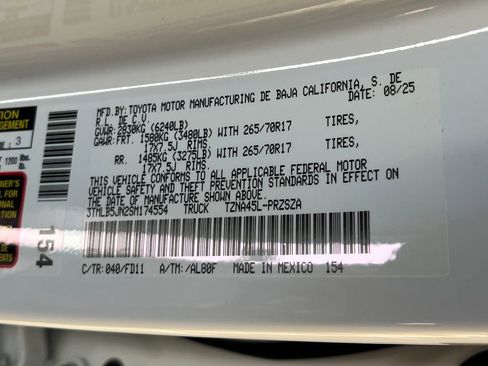 MFD.BY: TOYOTA MOTOR MANUFACTURING DE BAJA CALIFORNIA, S. DE
R.L. DE C.V. DATE: 08/25
GVWR: 2830KG (6240LB)
GAWR: FRT. 1580KG (3480LB) WITH 265/70R17 TIRES,
17X7.5J RIMS,
RR. 1485KG (3275LB) WITH 265/70R17 TIRES,
17X7.5J RIMS.
THIS VEHICLE CONFORMS TO ALL APPLICABLE FEDERAL MOTOR
VEHICLE SAFETY AND THEFT PREVENTION STANDARDS IN EFFECT ON
THE DATE OF MANUFACTURE SHOWN ABOVE.
3TMLB5JN2SM174554 TRUCK TZNA45L-PRZSZA
C/TR: 040/FD11 A/TM: /AL80F MADE IN MEXICO 154
154
3
1200 lbs.